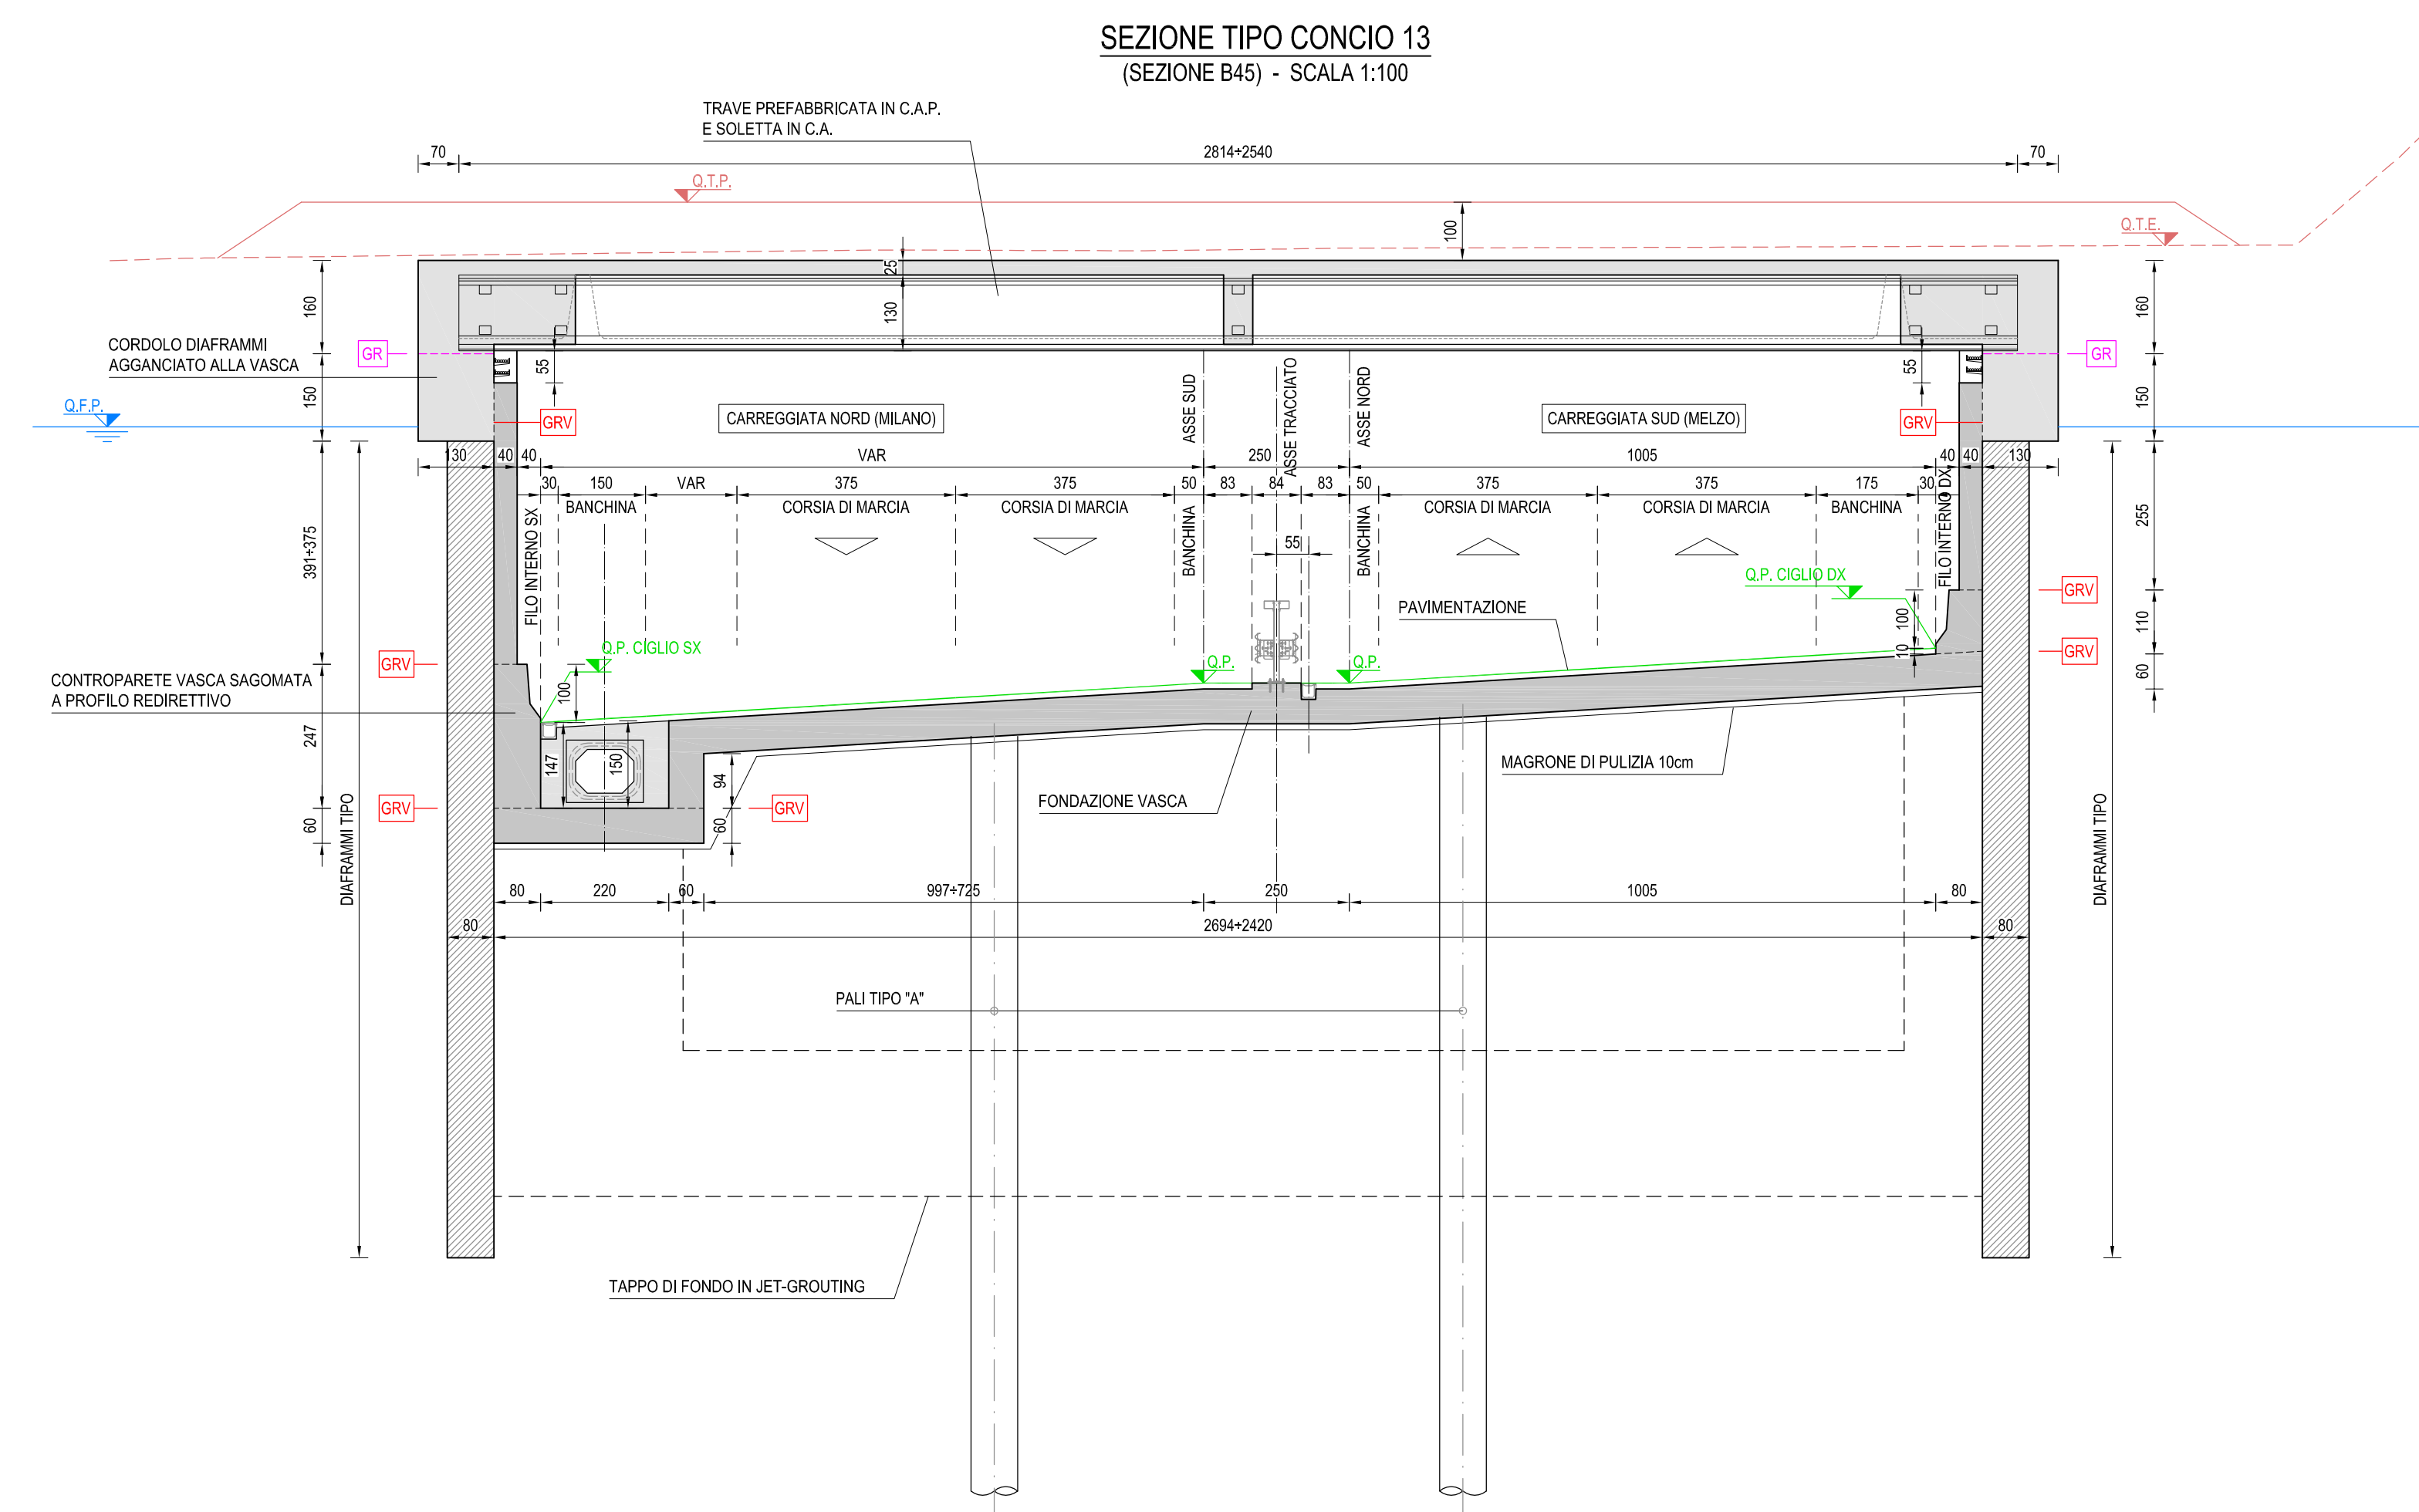 SEZIONE TIPO CONCIO 13
(SEZIONE B45) - SCALA 1:100
TRAVE PREFABBRICATA IN C.A.P.
E SOLETTA IN C.A.
70
2814÷2540
70
Q.T.P.
100
Q.T.E.
25
130
160
160
CORDOLO DIAFRAMMI
AGGANCIATO ALLA VASCA
GR
GR
55
55
150
150
Q.F.P.
GRV
CARREGGIATA NORD (MILANO)
ASSE SUD
ASSE TRACCIATO
ASSE NORD
CARREGGIATA SUD (MELZO)
GRV
130
40
40
VAR
250
1005
40
40
130
30
150
VAR
375
375
50
83
84
83
50
375
375
175
30
BANCHINA
CORSIA DI MARCIA
CORSIA DI MARCIA
BANCHINA
BANCHINA
CORSIA DI MARCIA
CORSIA DI MARCIA
BANCHINA
FILO INTERNO SX
FILO INTERNO DX
391÷375
255
55
Q.P. CIGLIO DX
GRV
PAVIMENTAZIONE
100
110
10
Q.P. CIGLIO SX
GRV
Q.P.
Q.P.
GRV
60
CONTROPARETE VASCA SAGOMATA
A PROFILO REDIRETTIVO
100
247
147
150
94
MAGRONE DI PULIZIA 10cm
FONDAZIONE VASCA
GRV
GRV
60
60
DIAFRAMMI TIPO
DIAFRAMMI TIPO
80
220
60
997÷725
250
1005
80
80
2694÷2420
80
PALI TIPO "A"
TAPPO DI FONDO IN JET-GROUTING